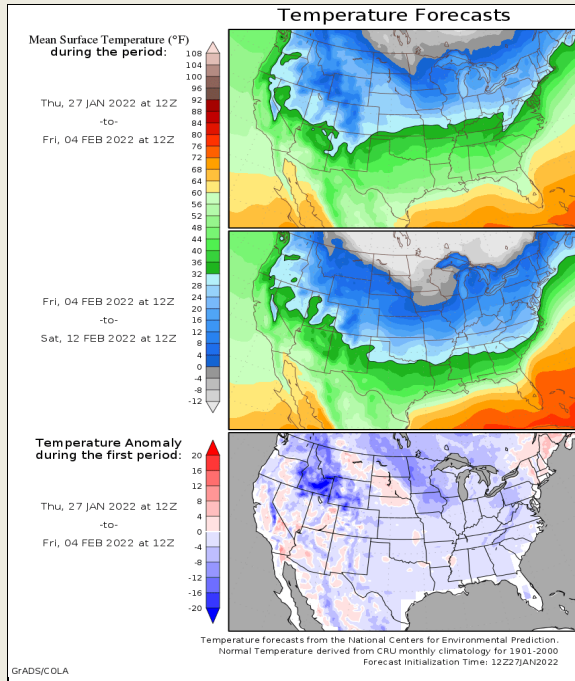 Temperature Forecasts
Mean Surface Temperature (°F)
during the period:
Thu, 27 JAN 2022 at 12Z
-to-
Fri, 04 FEB 2022 at 12Z
108
104
100
96
92
88
84
80
76
72
68
64
60
56
52
48
44
40
36
32
28
24
20
16
12
8
4
0
-4
-8
-12
Fri, 04 FEB 2022 at 12Z
-to-
Sat, 12 FEB 2022 at 12Z
Temperature Anomaly
during the first period:
Thu, 27 JAN 2022 at 12Z
-to-
Fri, 04 FEB 2022 at 12Z
20
16
12
8
4
0
-4
-8
-12
-16
-20
Temperature forecasts from the National Centers for Environmental Prediction.
Normal Temperature derived from CRU monthly climatology for 1901-2000
Forecast Initialization Time: 12Z27JAN2022
GrADS/COLA